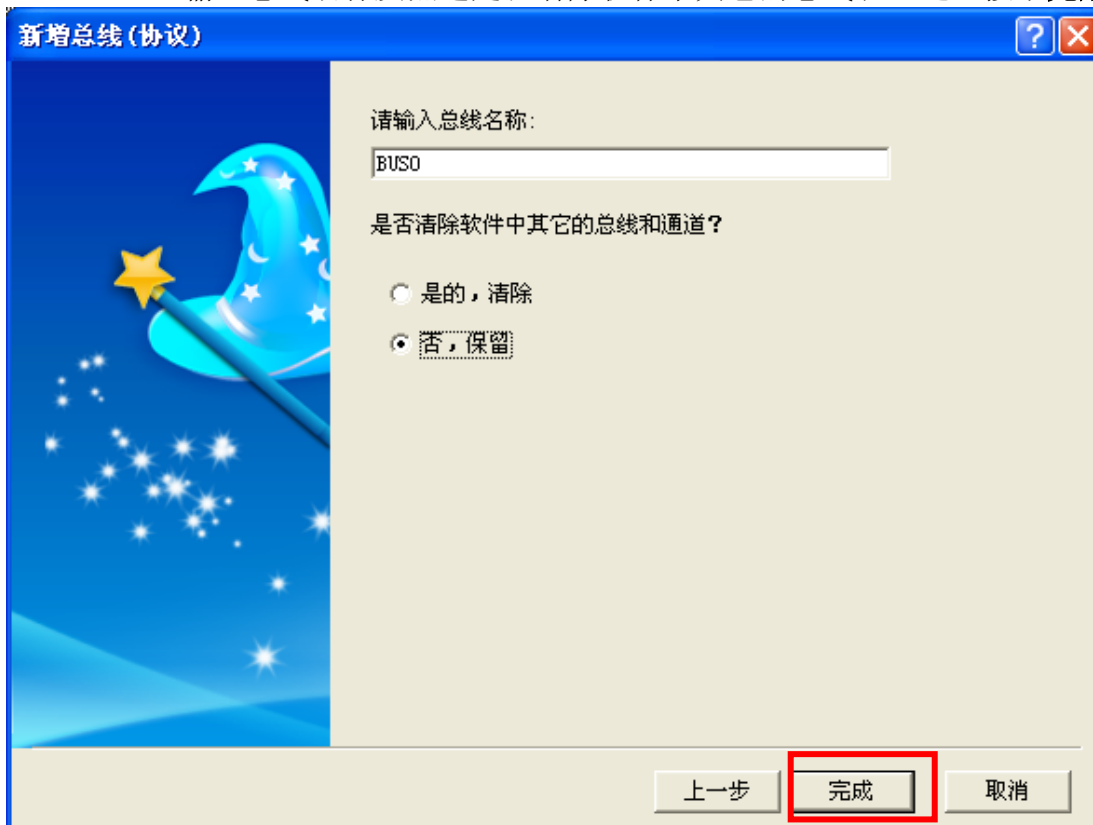 新增总线(协议)
请输入总线名称:
BUS0
是否清除软件中其它的总线和通道?
是的,清除
否,保留
上一步
完成
取消